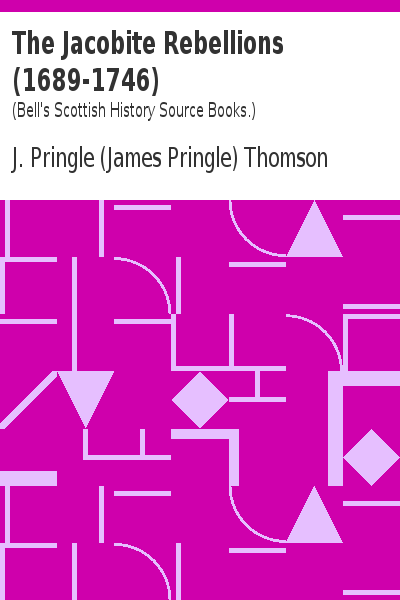 The Jacobite Rebellions
(1689-1746)
(Bell's Scottish History Source Books.)
J. Pringle (James Pringle) Thomson